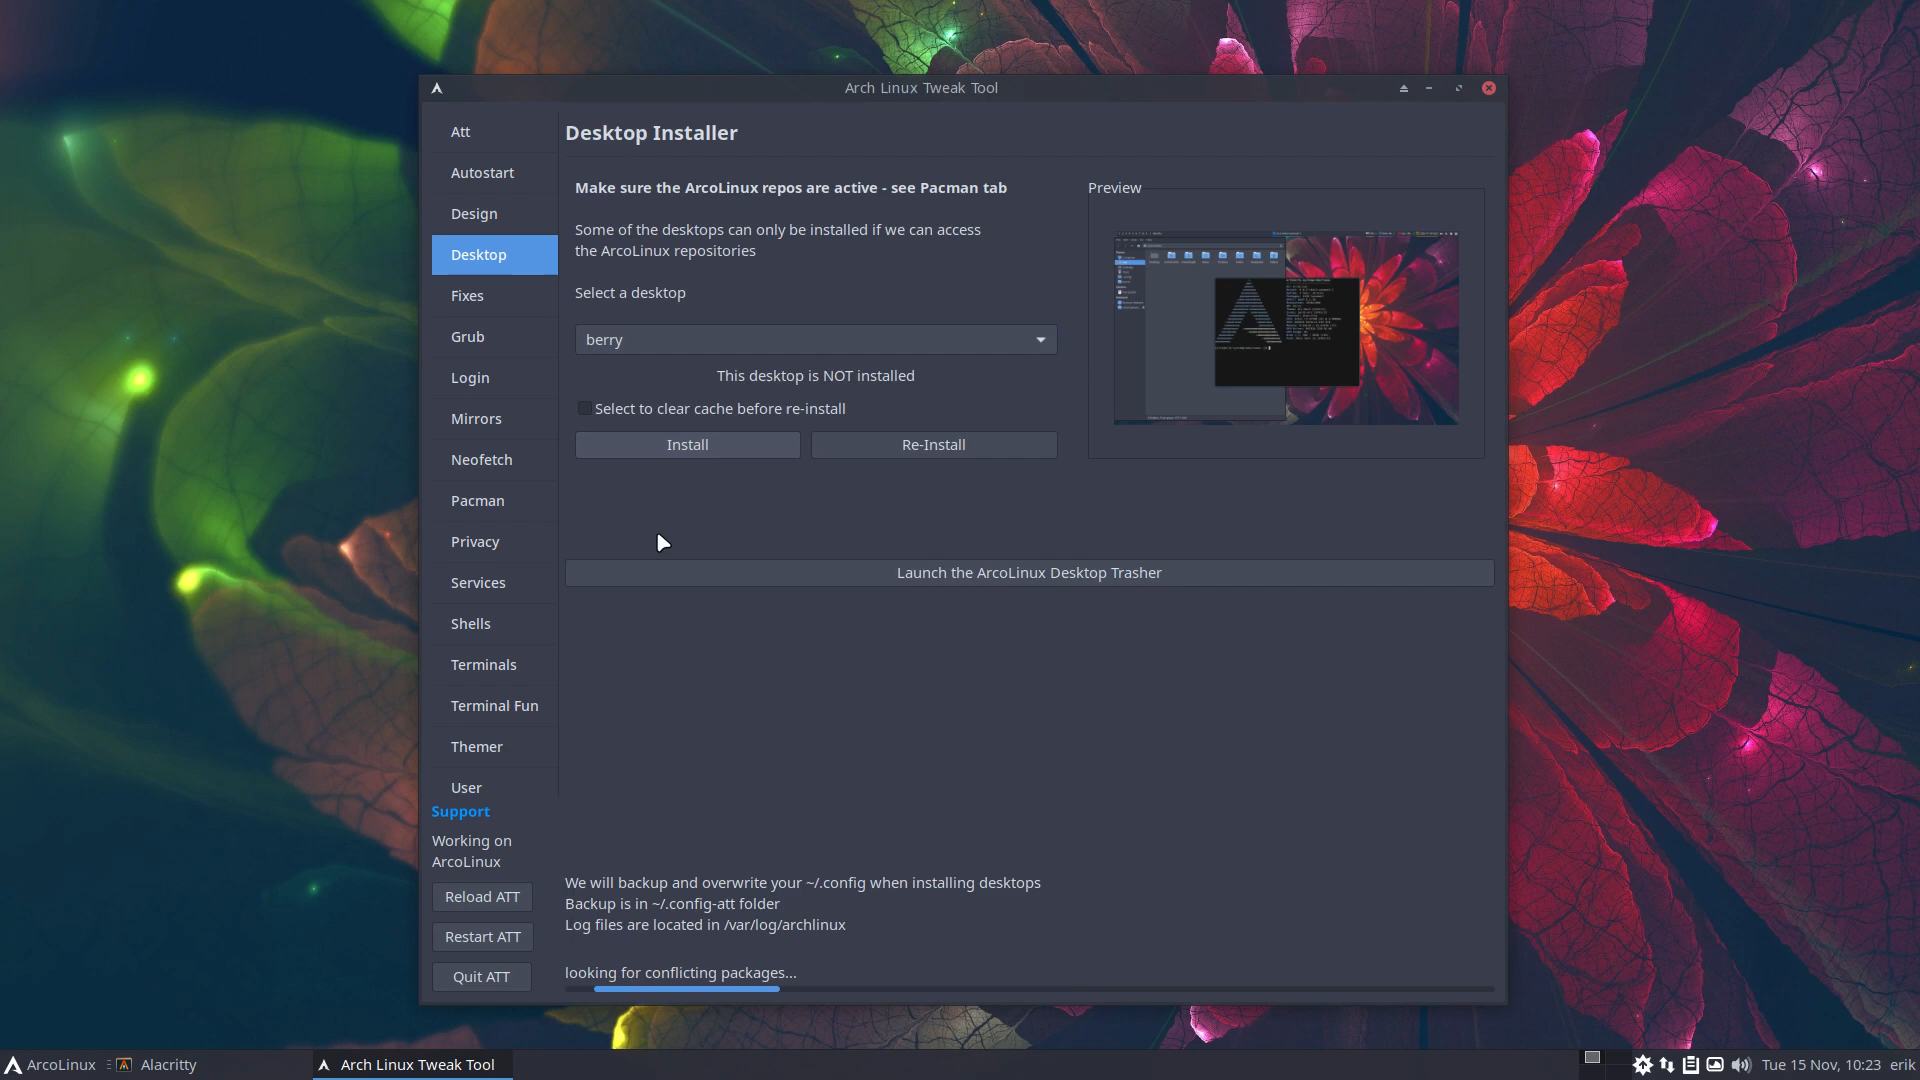 Arch Linux Tweak Tool
Att
Autostart
Design
Desktop
Fixes
Grub
Login
Mirrors
Neofetch
Pacman
Privacy
Services
Shells
Terminals
Terminal Fun
Themer
User
Support
Working on
ArcoLinux
Reload ATT
Restart ATT
Quit ATT
Desktop Installer
Make sure the ArcoLinux repos are active - see Pacman tab
Some of the desktops can only be installed if we can access
the ArcoLinux repositories
Select a desktop
berry
This desktop is NOT installed
Select to clear cache before re-install
Install
Re-Install
Preview
Launch the ArcoLinux Desktop Trasher
We will backup and overwrite your ~/.config when installing desktops
Backup is in ~/.config-att folder
Log files are located in /var/log/archlinux
looking for conflicting packages...
ArcoLinux
Alacritty
Arch Linux Tweak Tool
Tue 15 Nov, 10:23
erik